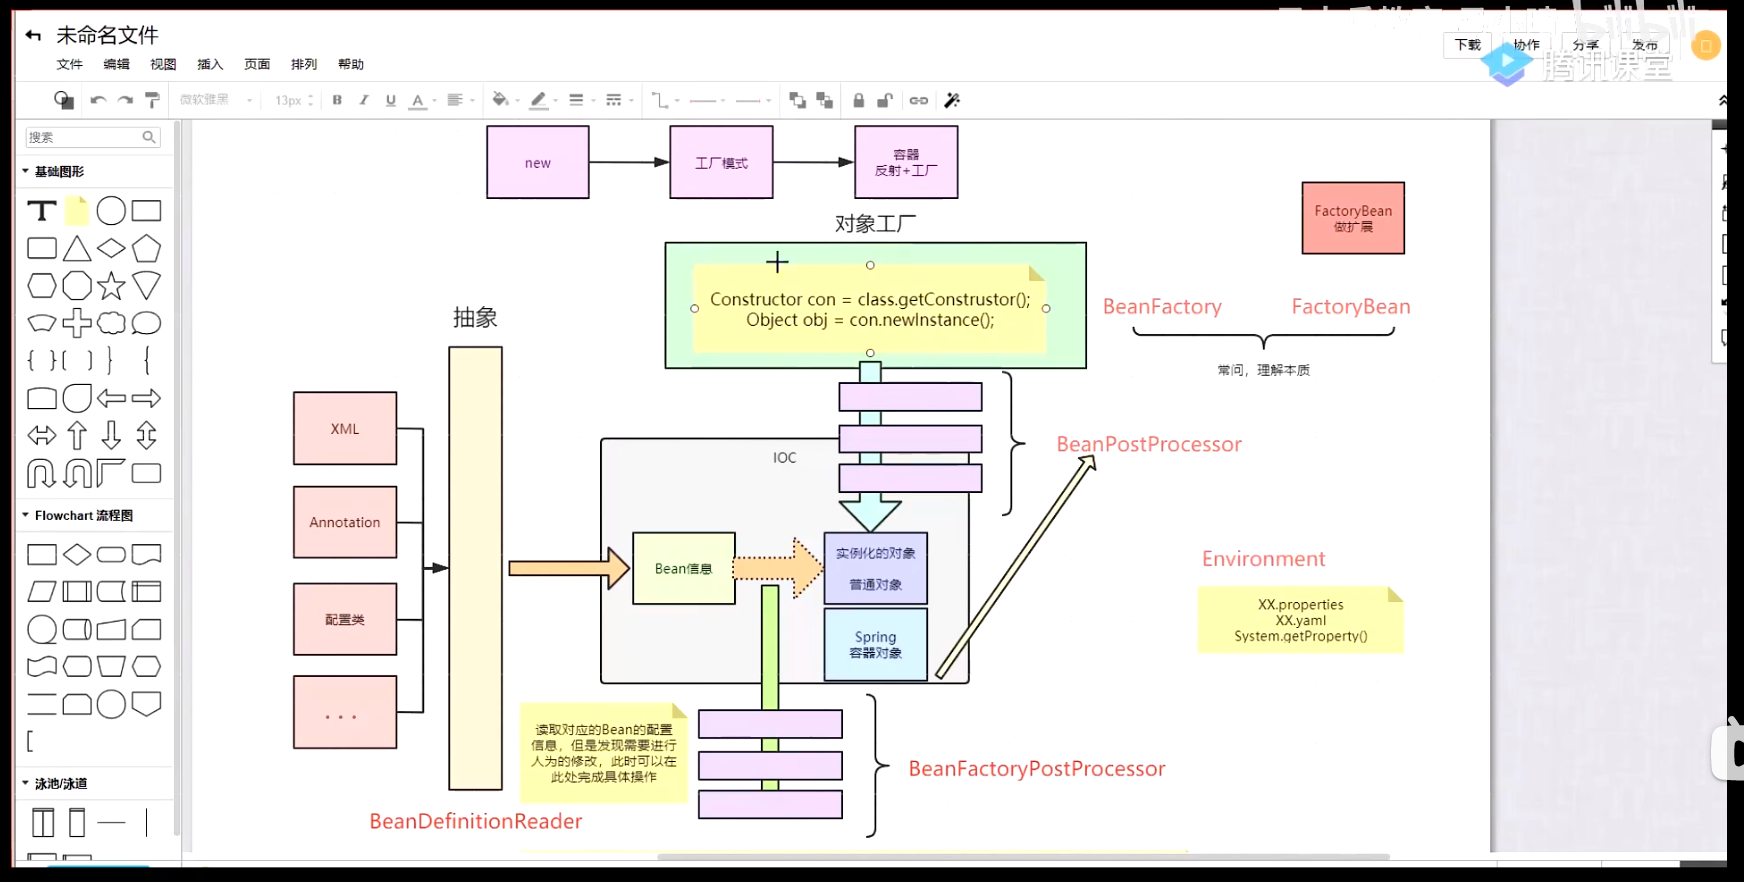 未命名文件
文件 编辑 视图 插入 页面 排列 帮助
下载 协作 分享 发布
腾讯课堂
bilibili
微软雅黑 13px B I U A
搜索
基础图形
T
Flowchart 流程图
泳池/泳道
new
工厂模式
容器
反射+工厂
对象工厂
Constructor con = class.getConstrustor();
Object obj = con.newInstance();
FactoryBean
做扩展
BeanFactory FactoryBean
常问，理解本质
抽象
XML
Annotation
配置类
. . .
IOC
BeanPostProcessor
Bean信息
实例化的对象
普通对象
Spring
容器对象
Environment
XX.properties
XX.yaml
System.getProperty()
读取对应的Bean的配置
信息，但是发现需要进行
人为的修改，此时可以在
此处完成具体操作
BeanFactoryPostProcessor
BeanDefinitionReader